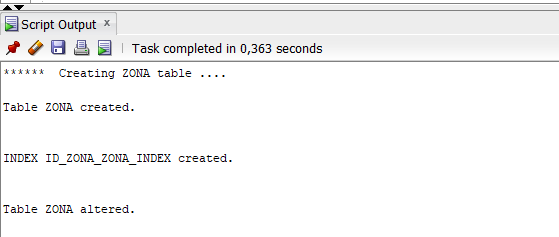 Script Output x
Task completed in 0,363 seconds
******  Creating ZONA table ....
Table ZONA created.
INDEX ID_ZONA_ZONA_INDEX created.
Table ZONA altered.